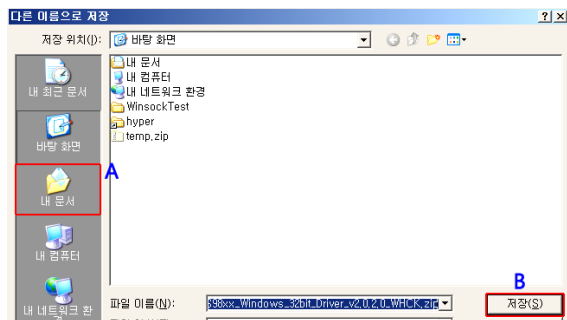 다른 이름으로 저장
저장 위치(I): 바탕 화면
내 최근 문서
바탕 화면
내 문서
내 컴퓨터
내 네트워크 환
내 문서
내 컴퓨터
내 네트워크 환경
WinsockTest
hyper
temp.zip
A
B
파일 이름(N): S98xx_Windows_32bit_Driver_v2.0.2.0_WHCK.zip
저장(S)